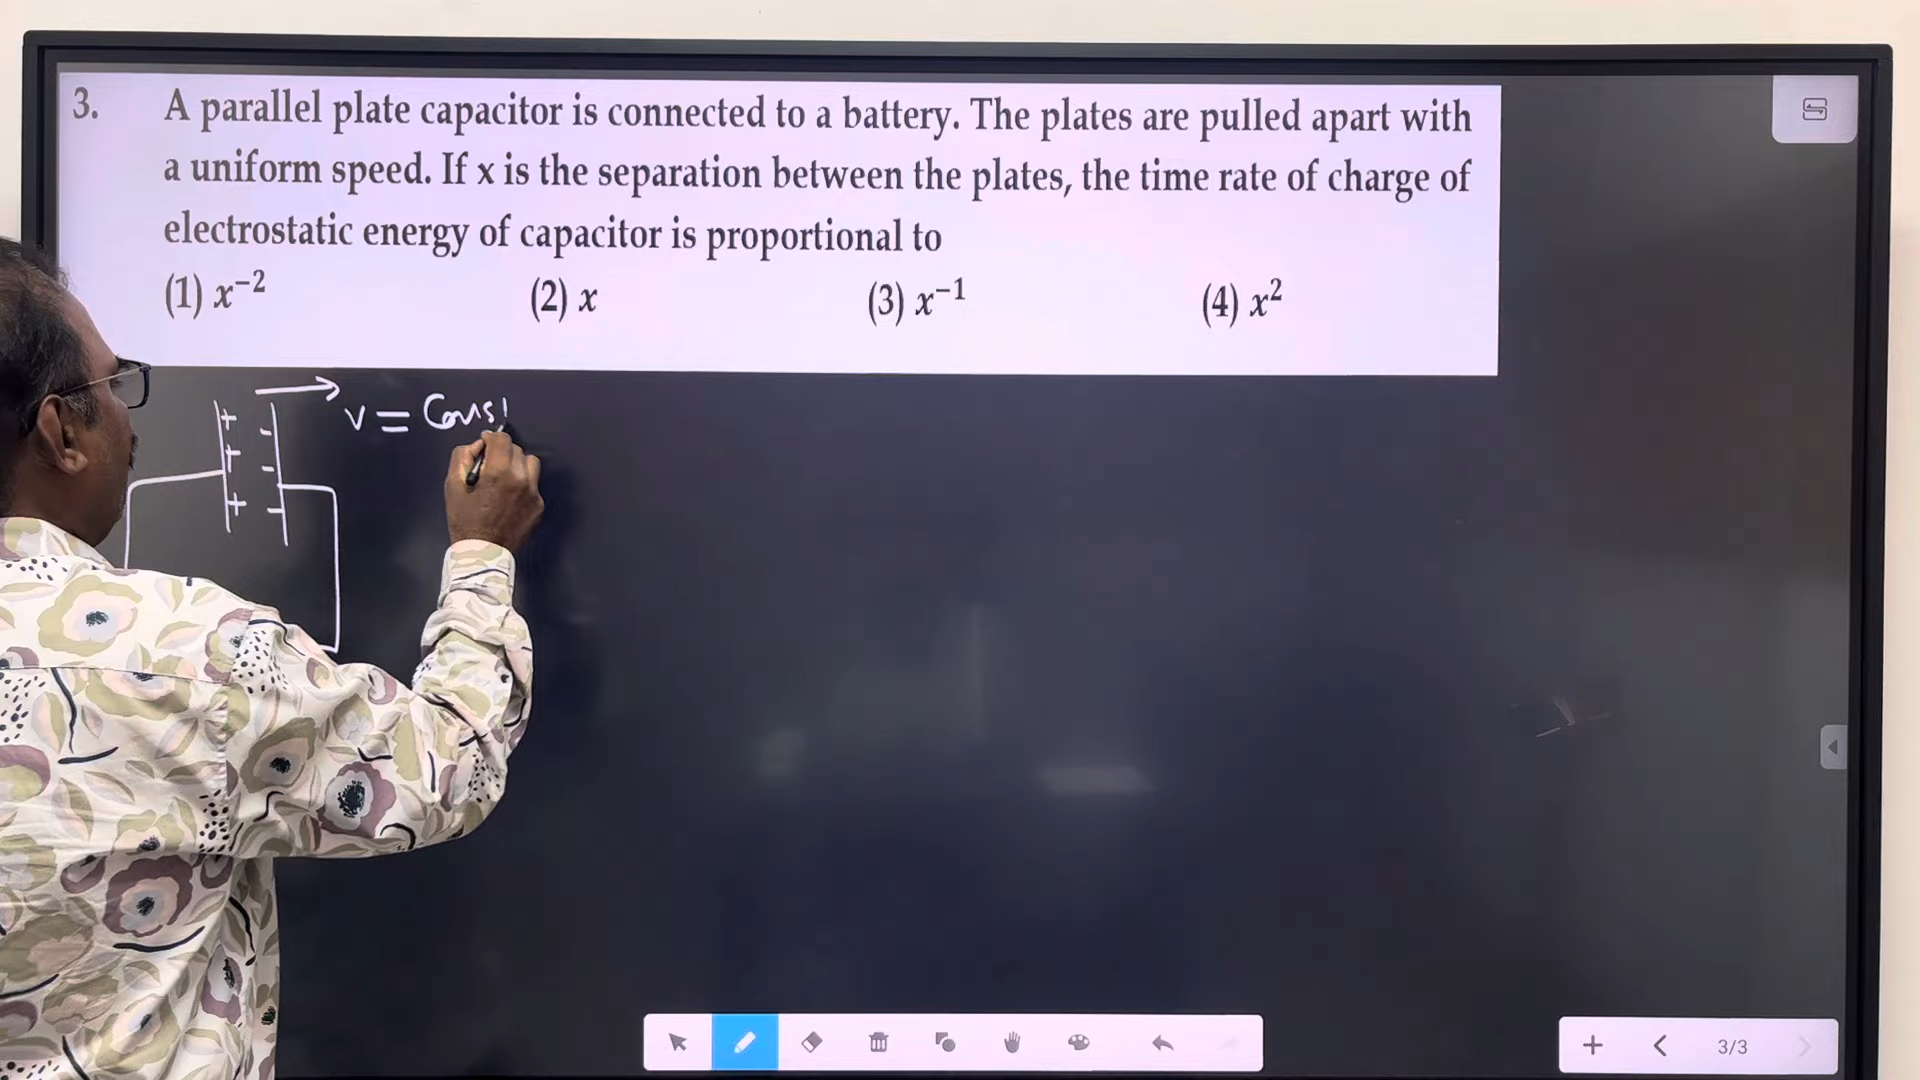 3. A parallel plate capacitor is connected to a battery. The plates are pulled apart with
a uniform speed. If x is the separation between the plates, the time rate of charge of
electrostatic energy of capacitor is proportional to
(1) x⁻² (2) x (3) x⁻¹ (4) x²
+ + + - - -
v = Cons
3/3